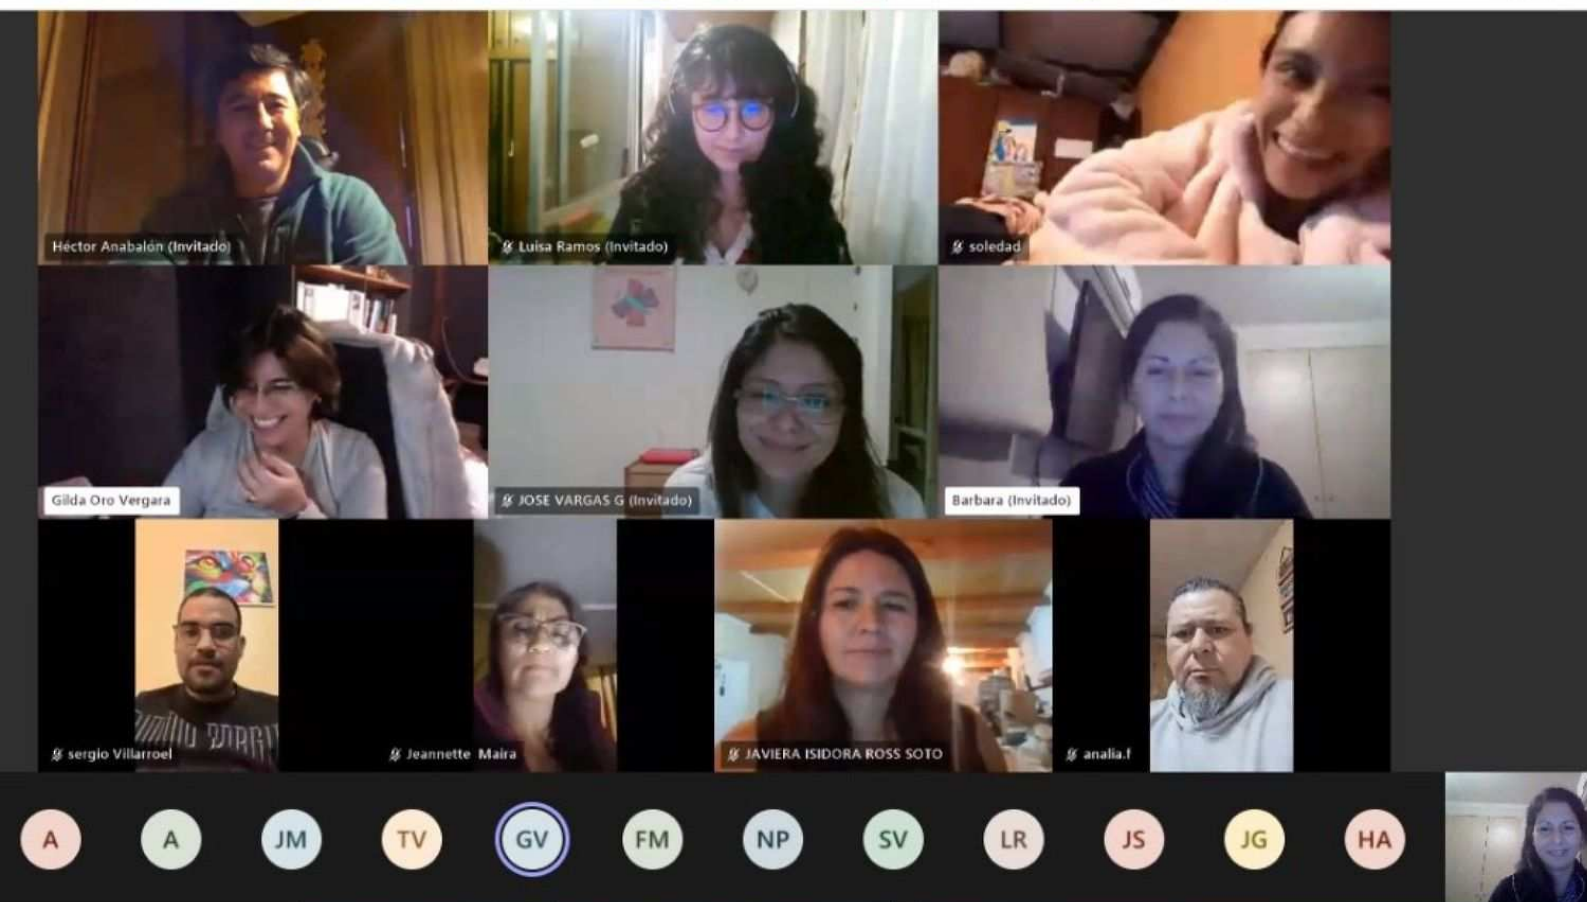 Héctor Anabalón (Invitado)
Luisa Ramos (Invitado)
soledad
Gilda Oro Vergara
JOSE VARGAS G (Invitado)
Barbara (Invitado)
sergio Villarroel
Jeannette Maira
JAVIERA ISIDORA ROSS SOTO
analia.f
A
A
JM
TV
GV
FM
NP
SV
LR
JS
JG
HA